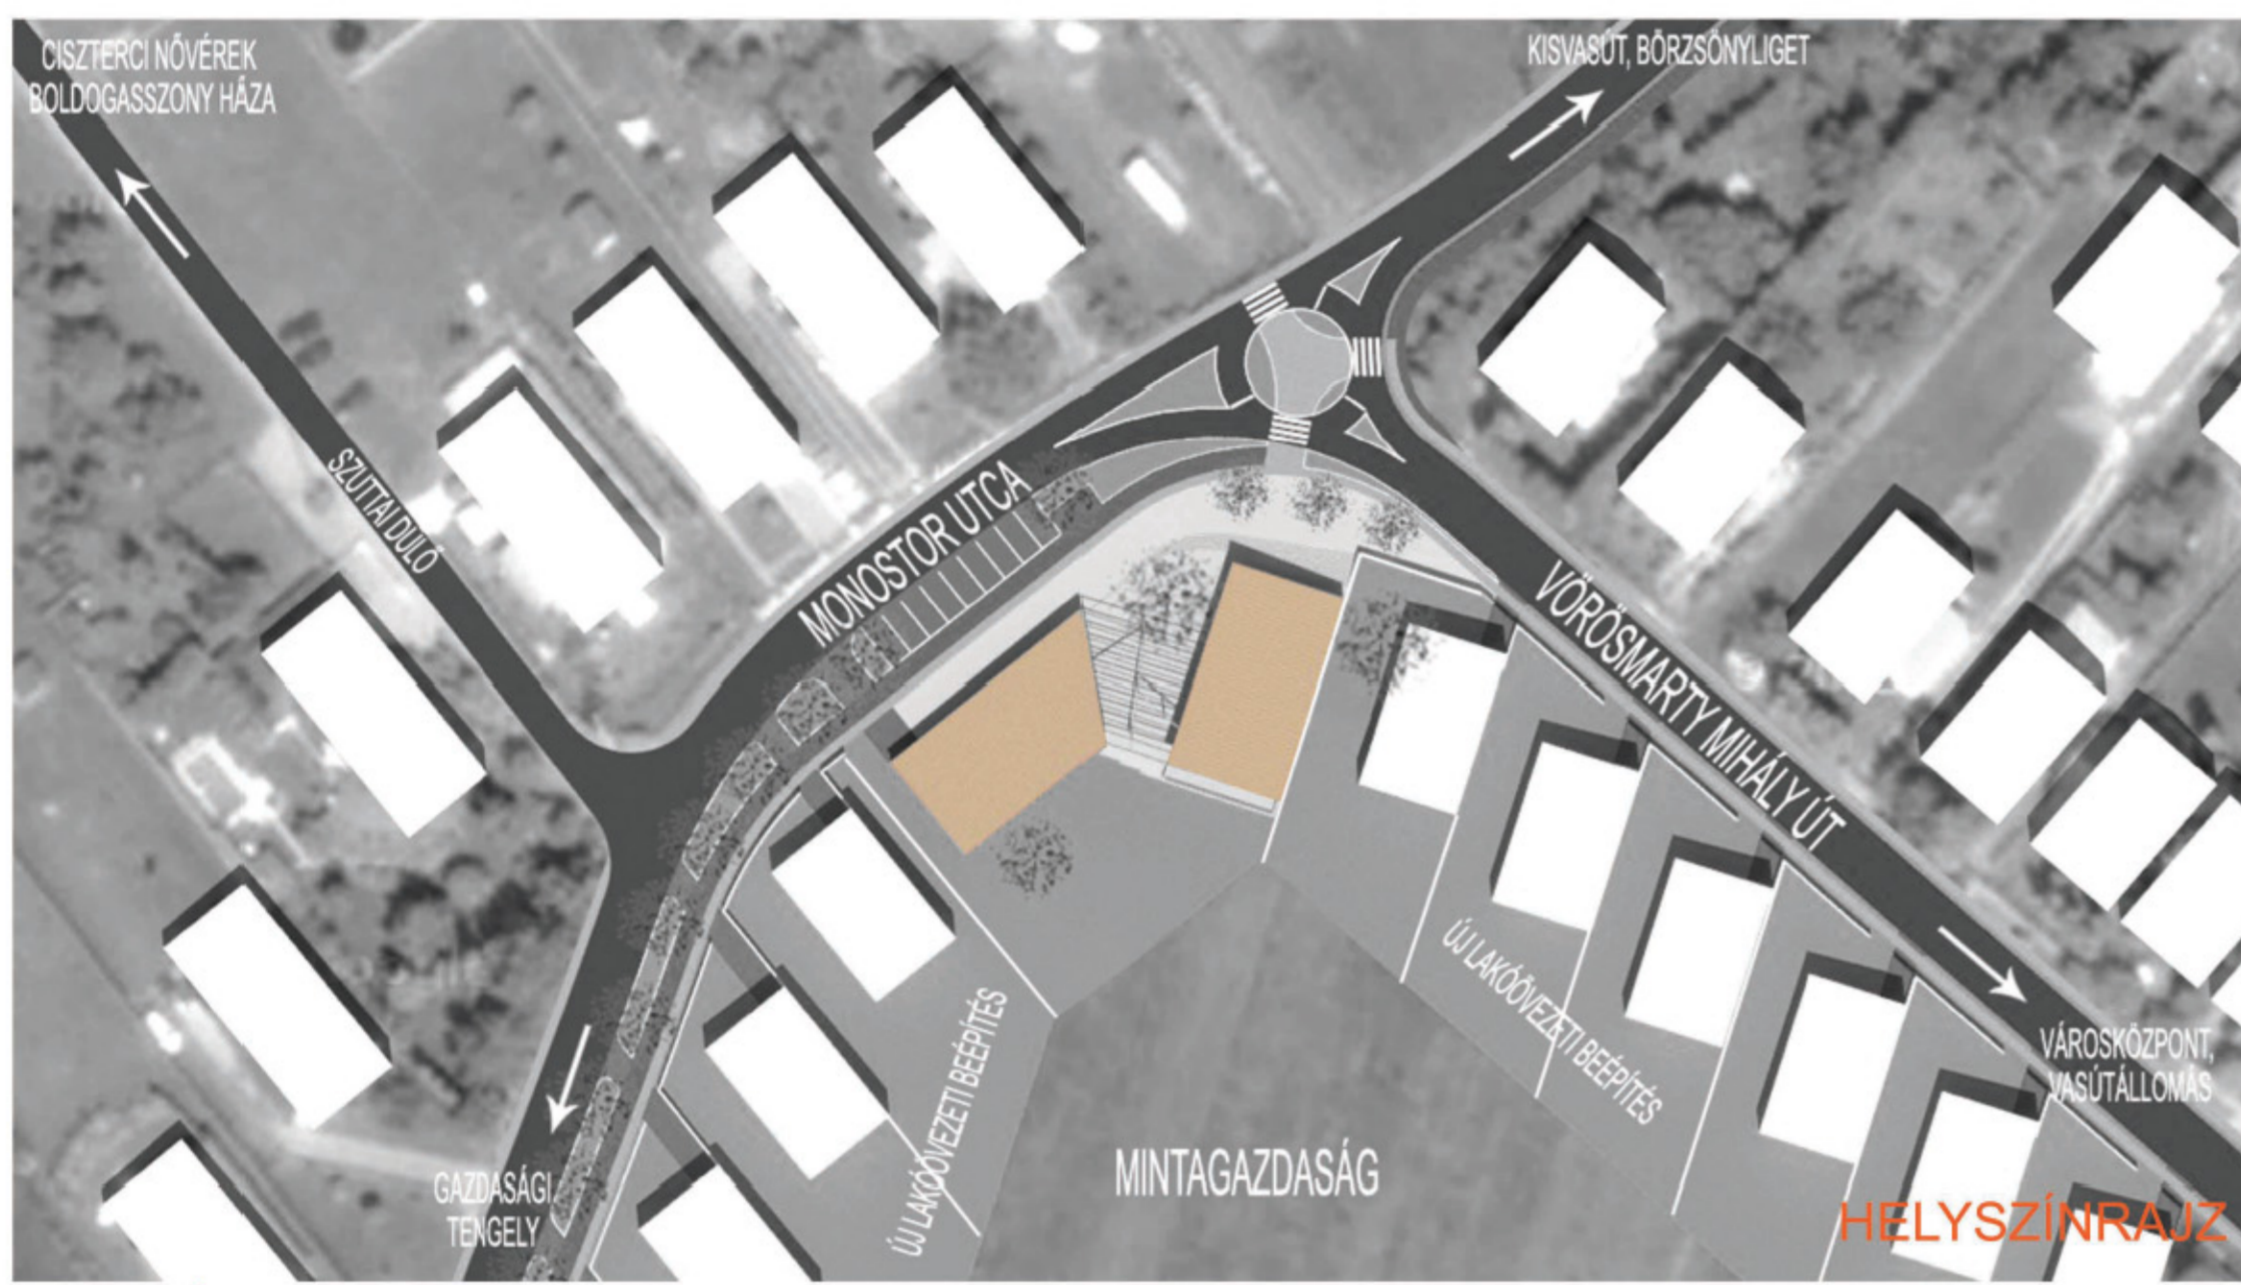 CISZTERCI NŐVÉREK
BOLDOGASSZONY HÁZA
KISVASÚT, BÖRZSÖNYLIGET
SZUTTAI DŰLŐ
MONOSTOR UTCA
VÖRÖSMARTY MIHÁLY ÚT
ÚJ LAKÓÖVEZETI BEÉPÍTÉS
ÚJ LAKÓÖVEZETI BEÉPÍTÉS
VÁROSKÖZPONT,
VASÚTÁLLOMÁS
GAZDASÁGI
TENGELY
MINTAGAZDASÁG
HELYSZÍNRAJZ